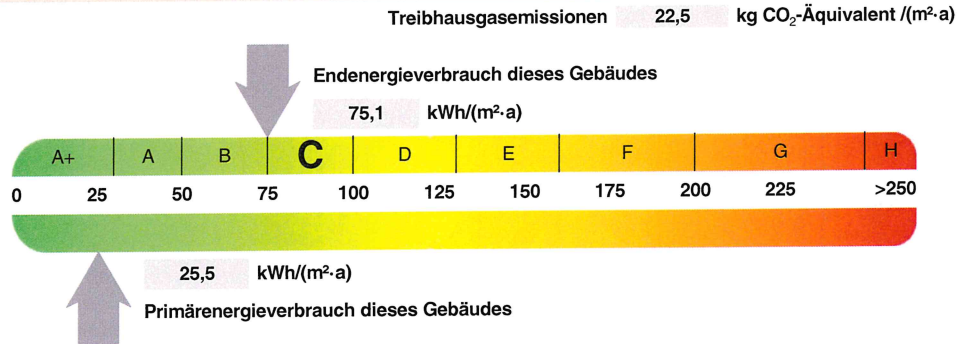 Treibhausgasemissionen 22,5 kg CO₂-Äquivalent /(m²·a)
Endenergieverbrauch dieses Gebäudes
75,1 kWh/(m²·a)
A+ A B C D E F G H
0 25 50 75 100 125 150 175 200 225 >250
25,5 kWh/(m²·a)
Primärenergieverbrauch dieses Gebäudes